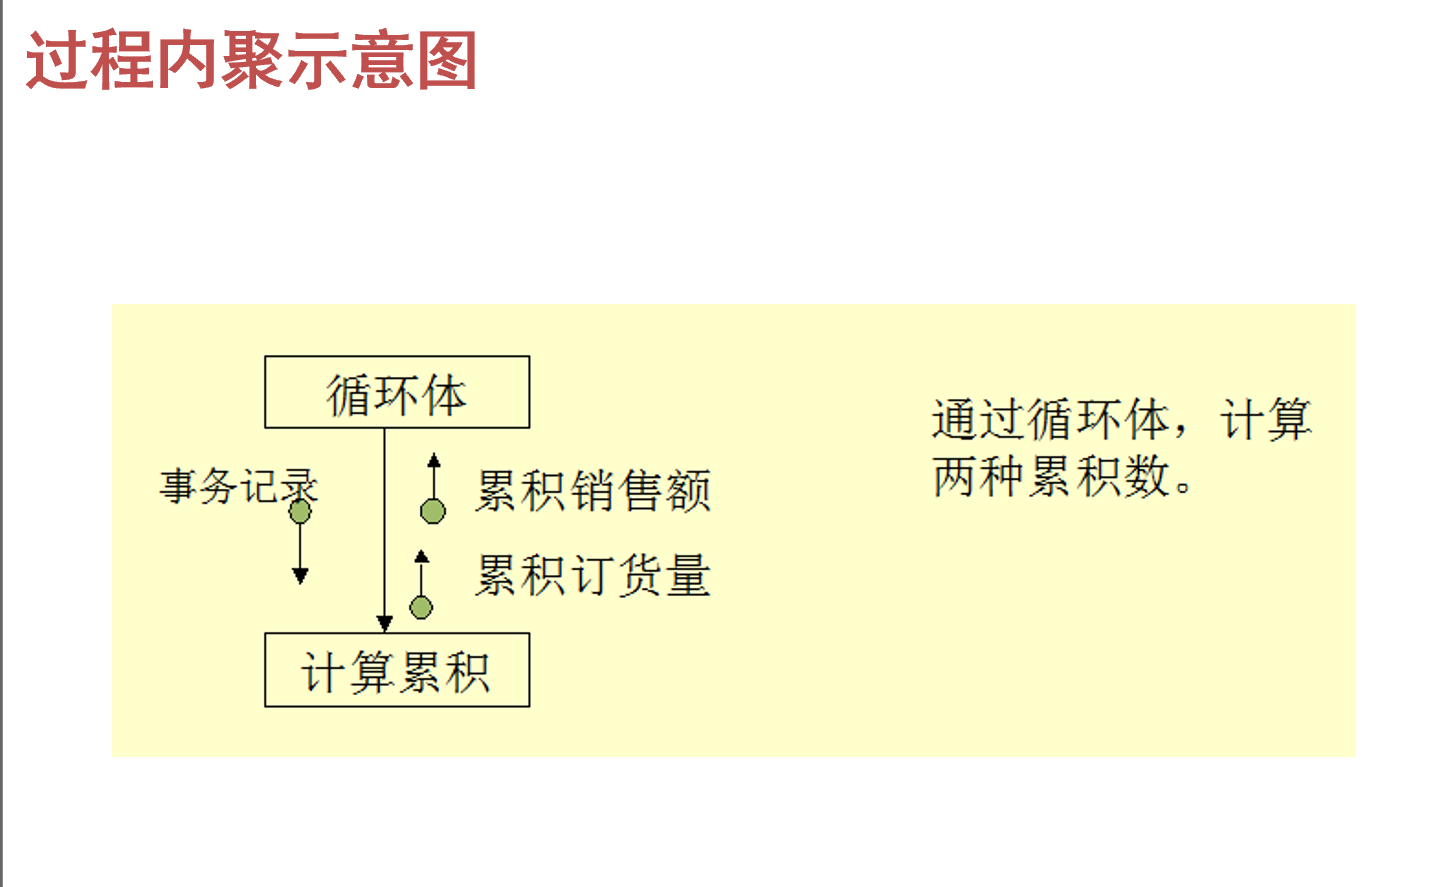 过程内聚示意图
循环体
事务记录
累积销售额
累积订货量
计算累积
通过循环体，计算
两种累积数。